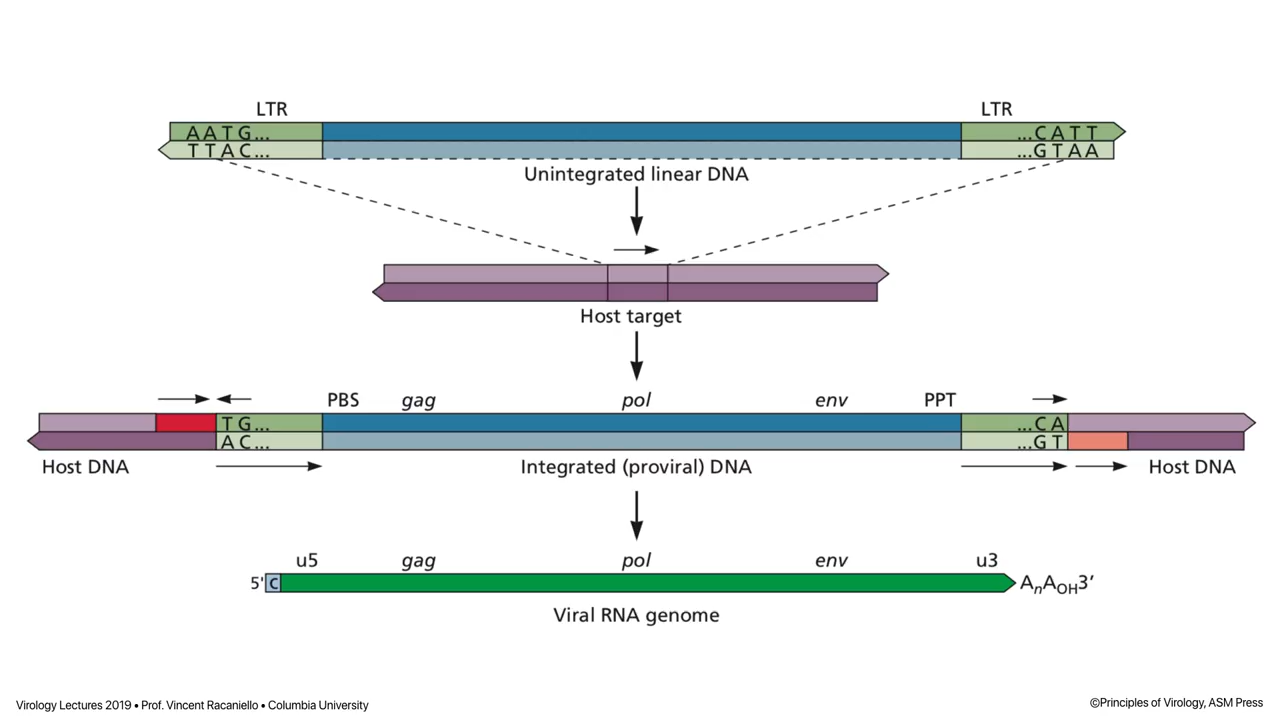 LTR LTR
AATG... ...CATT
TTAC... ...GTAA
Unintegrated linear DNA
Host target
PBS gag pol env PPT
TG... ...CA
AC... ...GT
Host DNA Integrated (proviral) DNA Host DNA
u5 gag pol env u3
5' C AnAOH3′
Viral RNA genome
Virology Lectures 2019 • Prof. Vincent Racaniello • Columbia University
©Principles of Virology, ASM Press